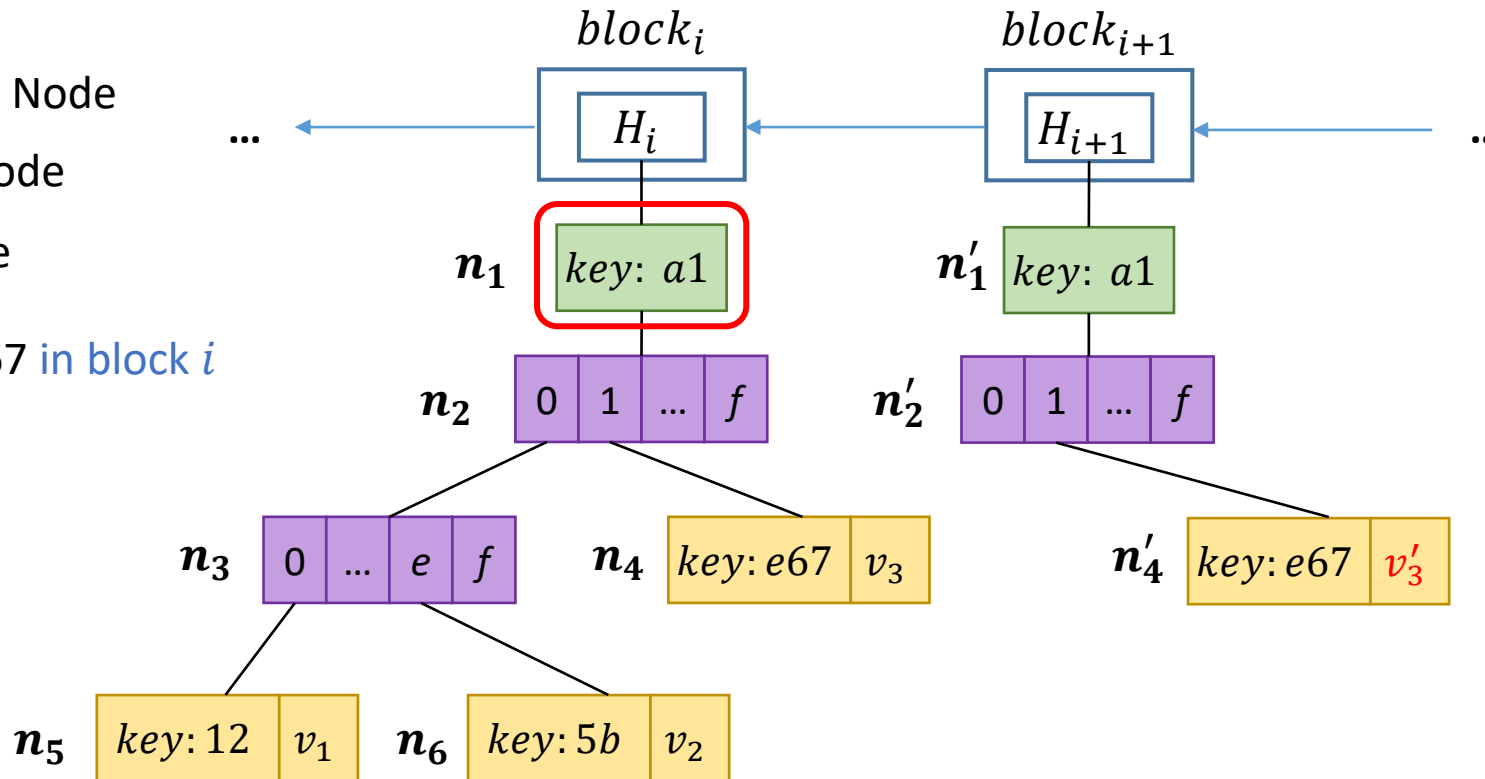 block_i block_{i+1}
Node
... H_i H_{i+1} ..
ode
e
n_1 key: a1 n'_1 key: a1
67 in block i
n_2 0 1 ... f n'_2 0 1 ... f
n_3 0 ... e f n_4 key: e67 v_3 n'_4 key: e67 v'_3
n_5 key: 12 v_1 n_6 key: 5b v_2